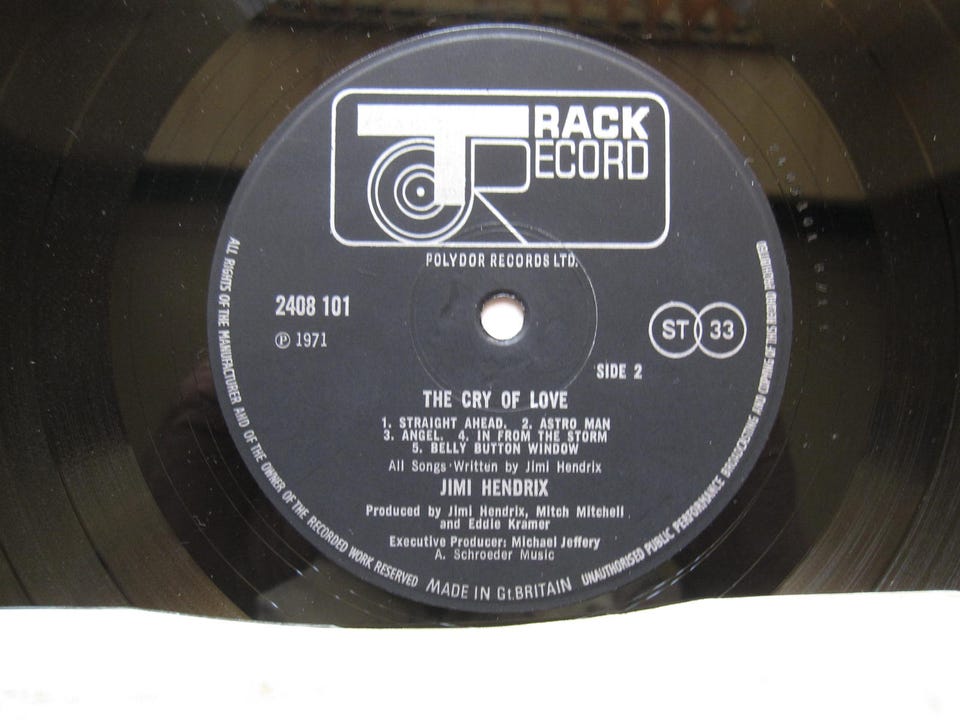 TRACK
RECORD
POLYDOR RECORDS LTD.
2408 101
℗ 1971
ST 33
SIDE 2
THE CRY OF LOVE
1. STRAIGHT AHEAD. 2. ASTRO MAN
3. ANGEL. 4. IN FROM THE STORM
5. BELLY BUTTON WINDOW
All Songs Written by Jimi Hendrix
JIMI HENDRIX
Produced by Jimi Hendrix, Mitch Mitchell
and Eddie Kramer
Executive Producer: Michael Jeffery
A. Schroeder Music
ALL RIGHTS OF THE MANUFACTURER AND OF THE OWNER OF THE RECORDED WORK RESERVED
MADE IN Gt.BRITAIN
UNAUTHORISED PUBLIC PERFORMANCE BROADCASTING AND COPYING OF THIS RECORD PROHIBITED